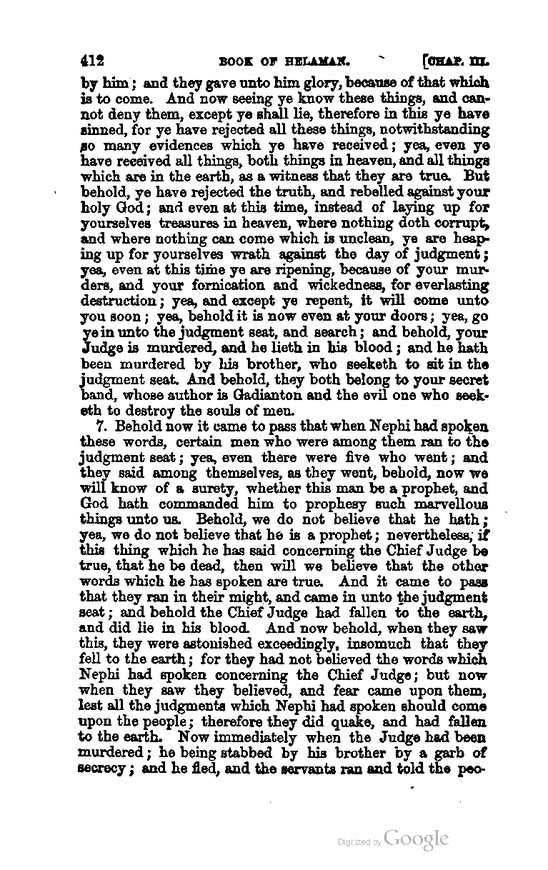 412 BOOK OF HELAMAN. [CHAP. III.
by him; and they gave unto him glory, because of that which
is to come. And now seeing ye know these things, and can-
not deny them, except ye shall lie, therefore in this ye have
sinned, for ye have rejected all these things, notwithstanding
so many evidences which ye have received; yea, even ye
have received all things, both things in heaven, and all things
which are in the earth, as a witness that they are true. But
behold, ye have rejected the truth, and rebelled against your
holy God; and even at this time, instead of laying up for
yourselves treasures in heaven, where nothing doth corrupt,
and where nothing can come which is unclean, ye are heap-
ing up for yourselves wrath against the day of judgment;
yea, even at this time ye are ripening, because of your mur-
ders, and your fornication and wickedness, for everlasting
destruction; yea, and except ye repent, it will come unto
you soon; yea, behold it is now even at your doors; yea, go
ye in unto the judgment seat, and search; and behold, your
Judge is murdered, and he lieth in his blood; and he hath
been murdered by his brother, who seeketh to sit in the
judgment seat. And behold, they both belong to your secret
band, whose author is Gadianton and the evil one who seek-
eth to destroy the souls of men.
7. Behold now it came to pass that when Nephi had spoken
these words, certain men who were among them ran to the
judgment seat; yea, even there were five who went; and
they said among themselves, as they went, behold, now we
will know of a surety, whether this man be a prophet, and
God hath commanded him to prophesy such marvellous
things unto us. Behold, we do not believe that he hath;
yea, we do not believe that he is a prophet; nevertheless, if
this thing which he has said concerning the Chief Judge be
true, that he be dead, then will we believe that the other
words which he has spoken are true. And it came to pass
that they ran in their might, and came in unto the judgment
seat; and behold the Chief Judge had fallen to the earth,
and did lie in his blood. And now behold, when they saw
this, they were astonished exceedingly, insomuch that they
fell to the earth; for they had not believed the words which
Nephi had spoken concerning the Chief Judge; but now
when they saw they believed, and fear came upon them,
lest all the judgments which Nephi had spoken should come
upon the people; therefore they did quake, and had fallen
to the earth. Now immediately when the Judge had been
murdered; he being stabbed by his brother by a garb of
secrecy; and he fled, and the servants ran and told the peo-
Digitized by Google